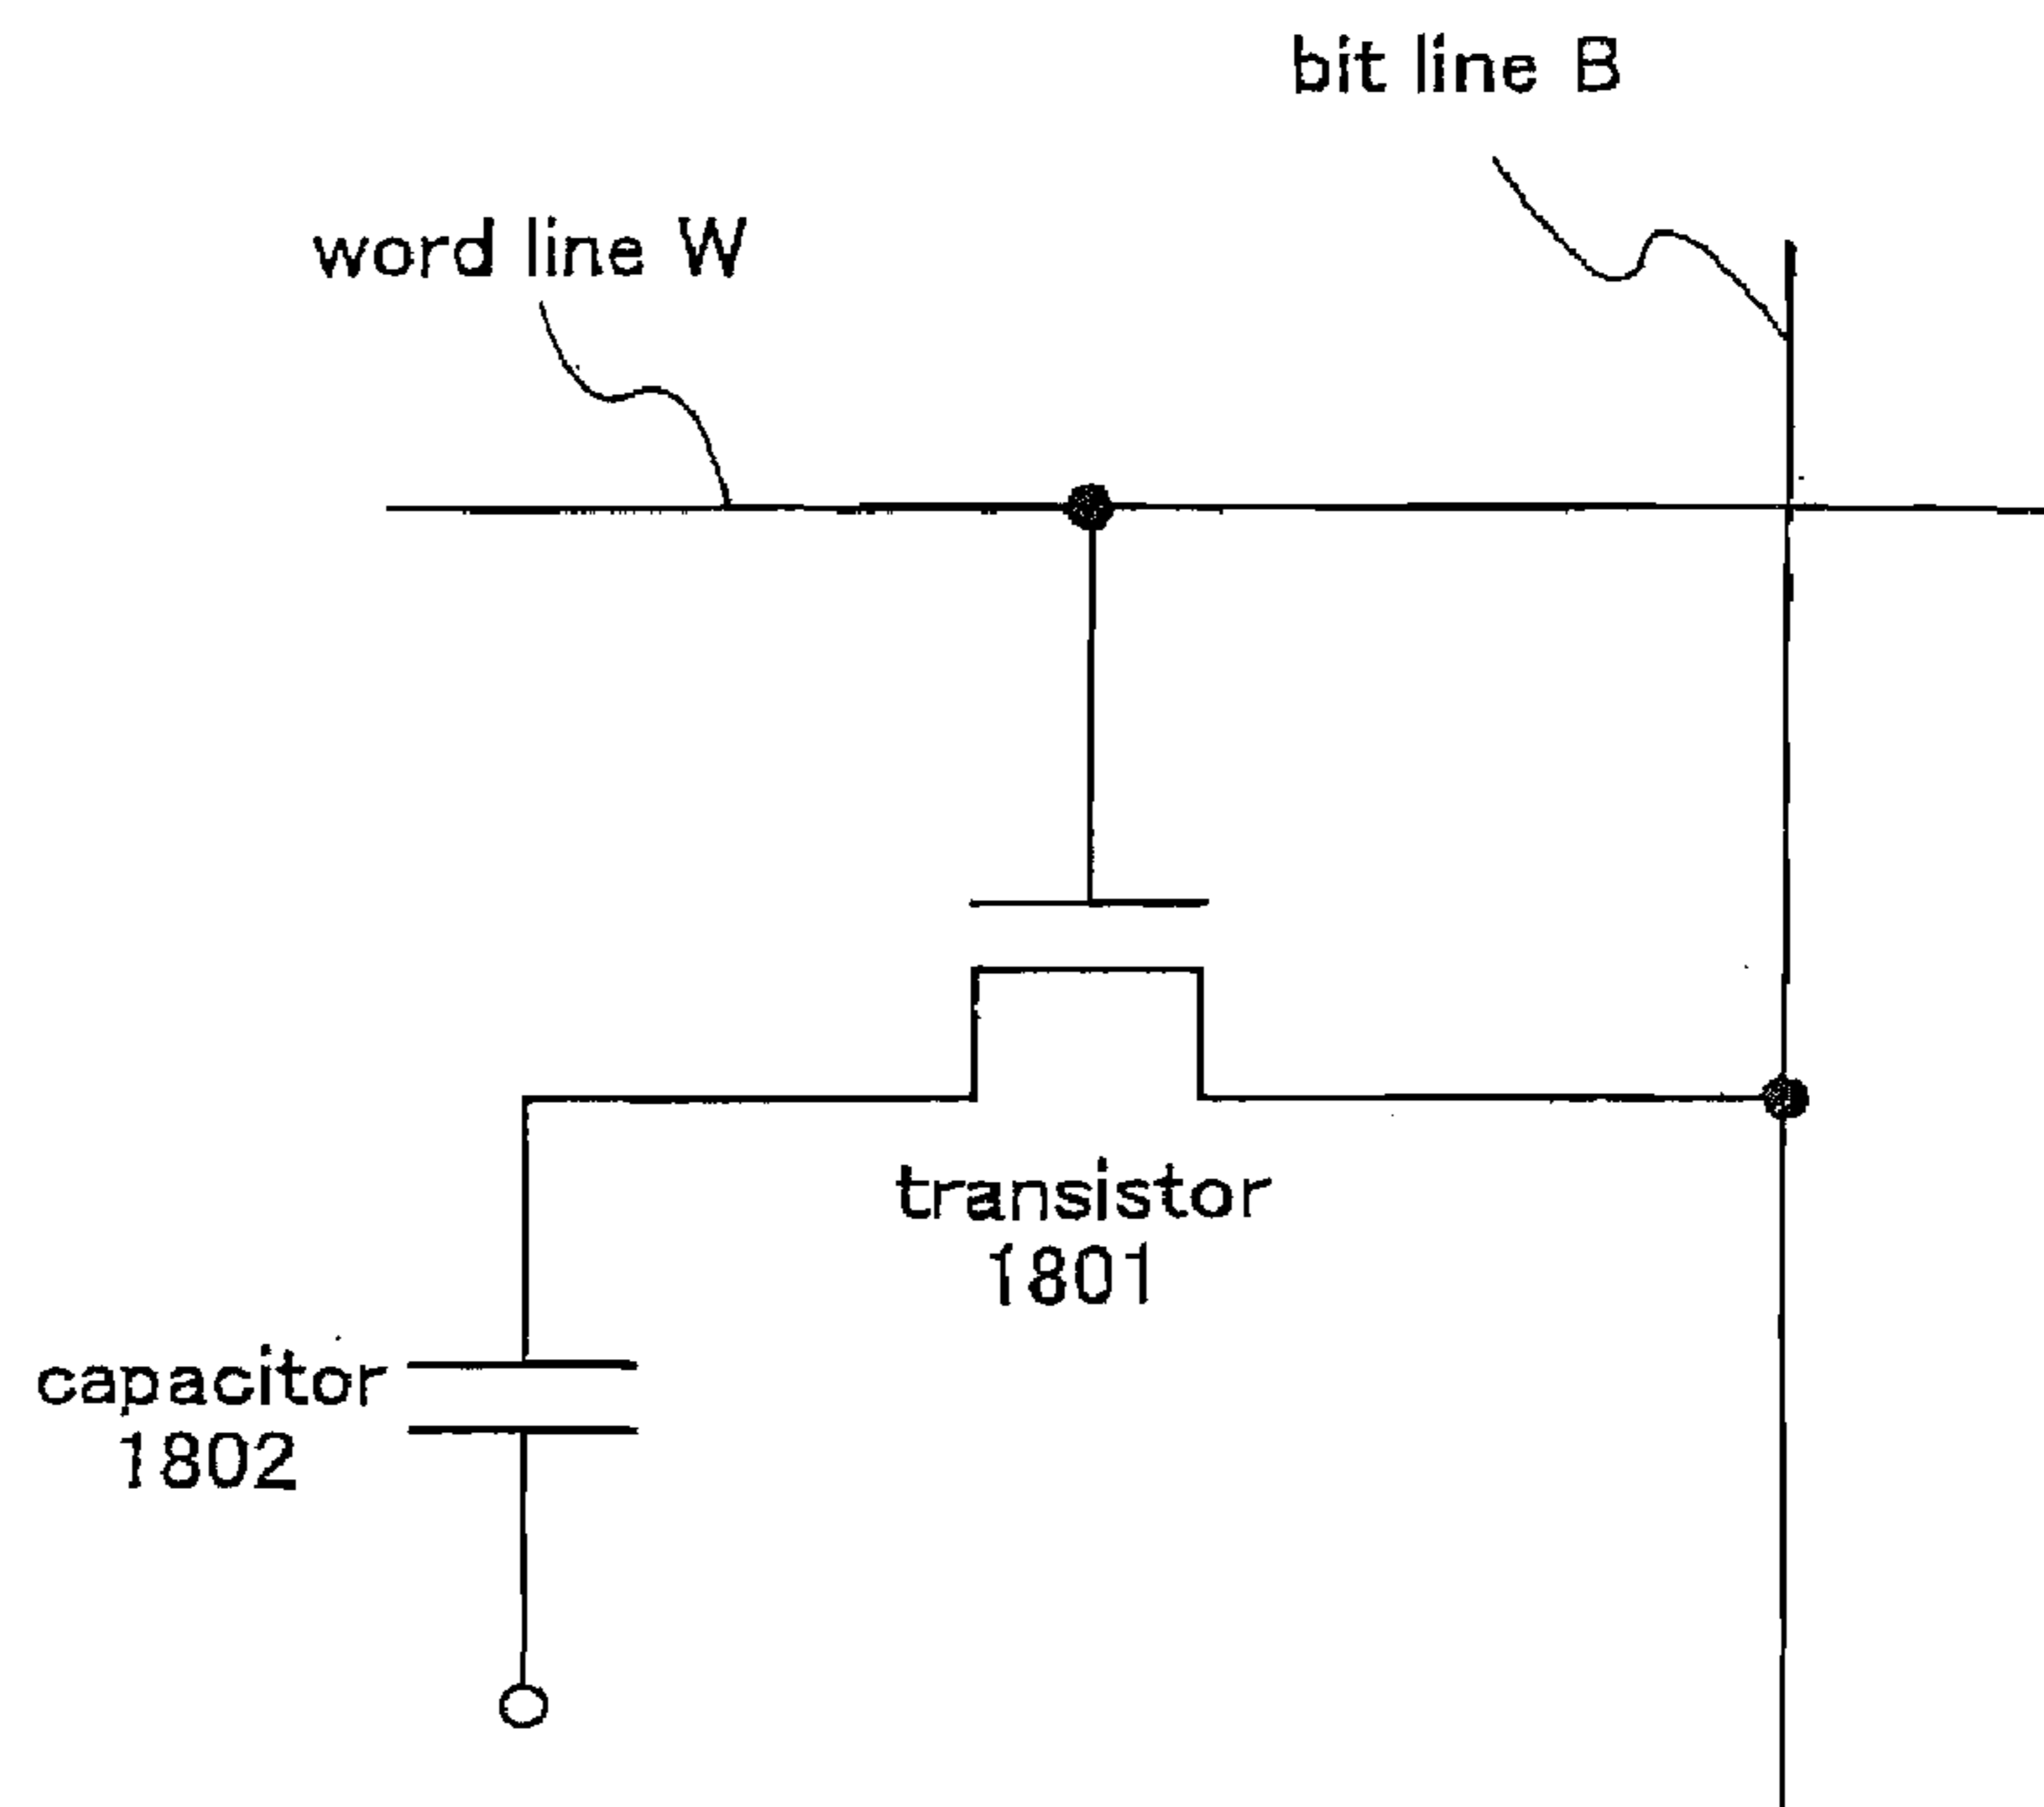 bit line B
word line W
transistor
1801
capacitor
1802